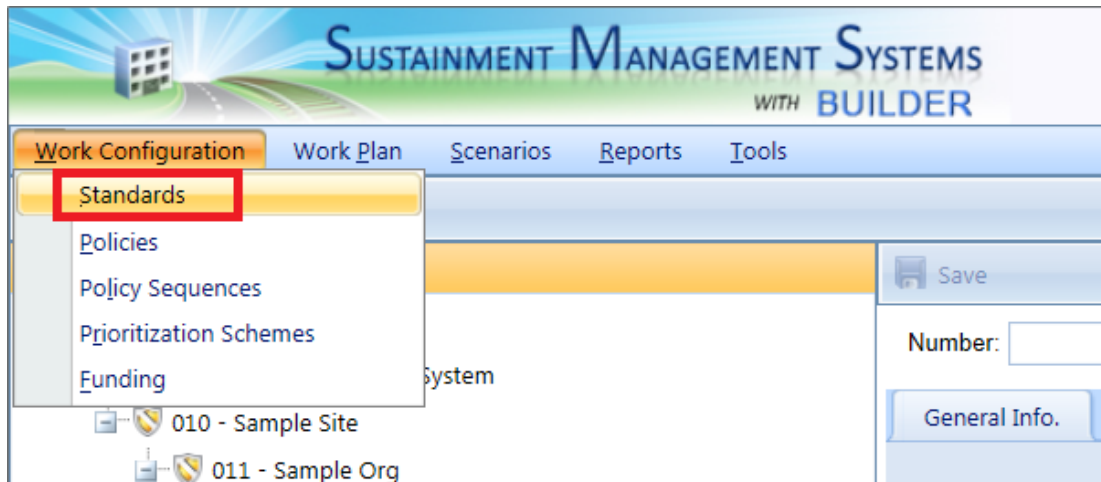 SUSTAINMENT MANAGEMENT SYSTEMS
WITH BUILDER
Work Configuration Work Plan Scenarios Reports Tools
Standards
Policies
Policy Sequences
Prioritization Schemes
Funding
Save
Number:
System
General Info.
010 - Sample Site
011 - Sample Org